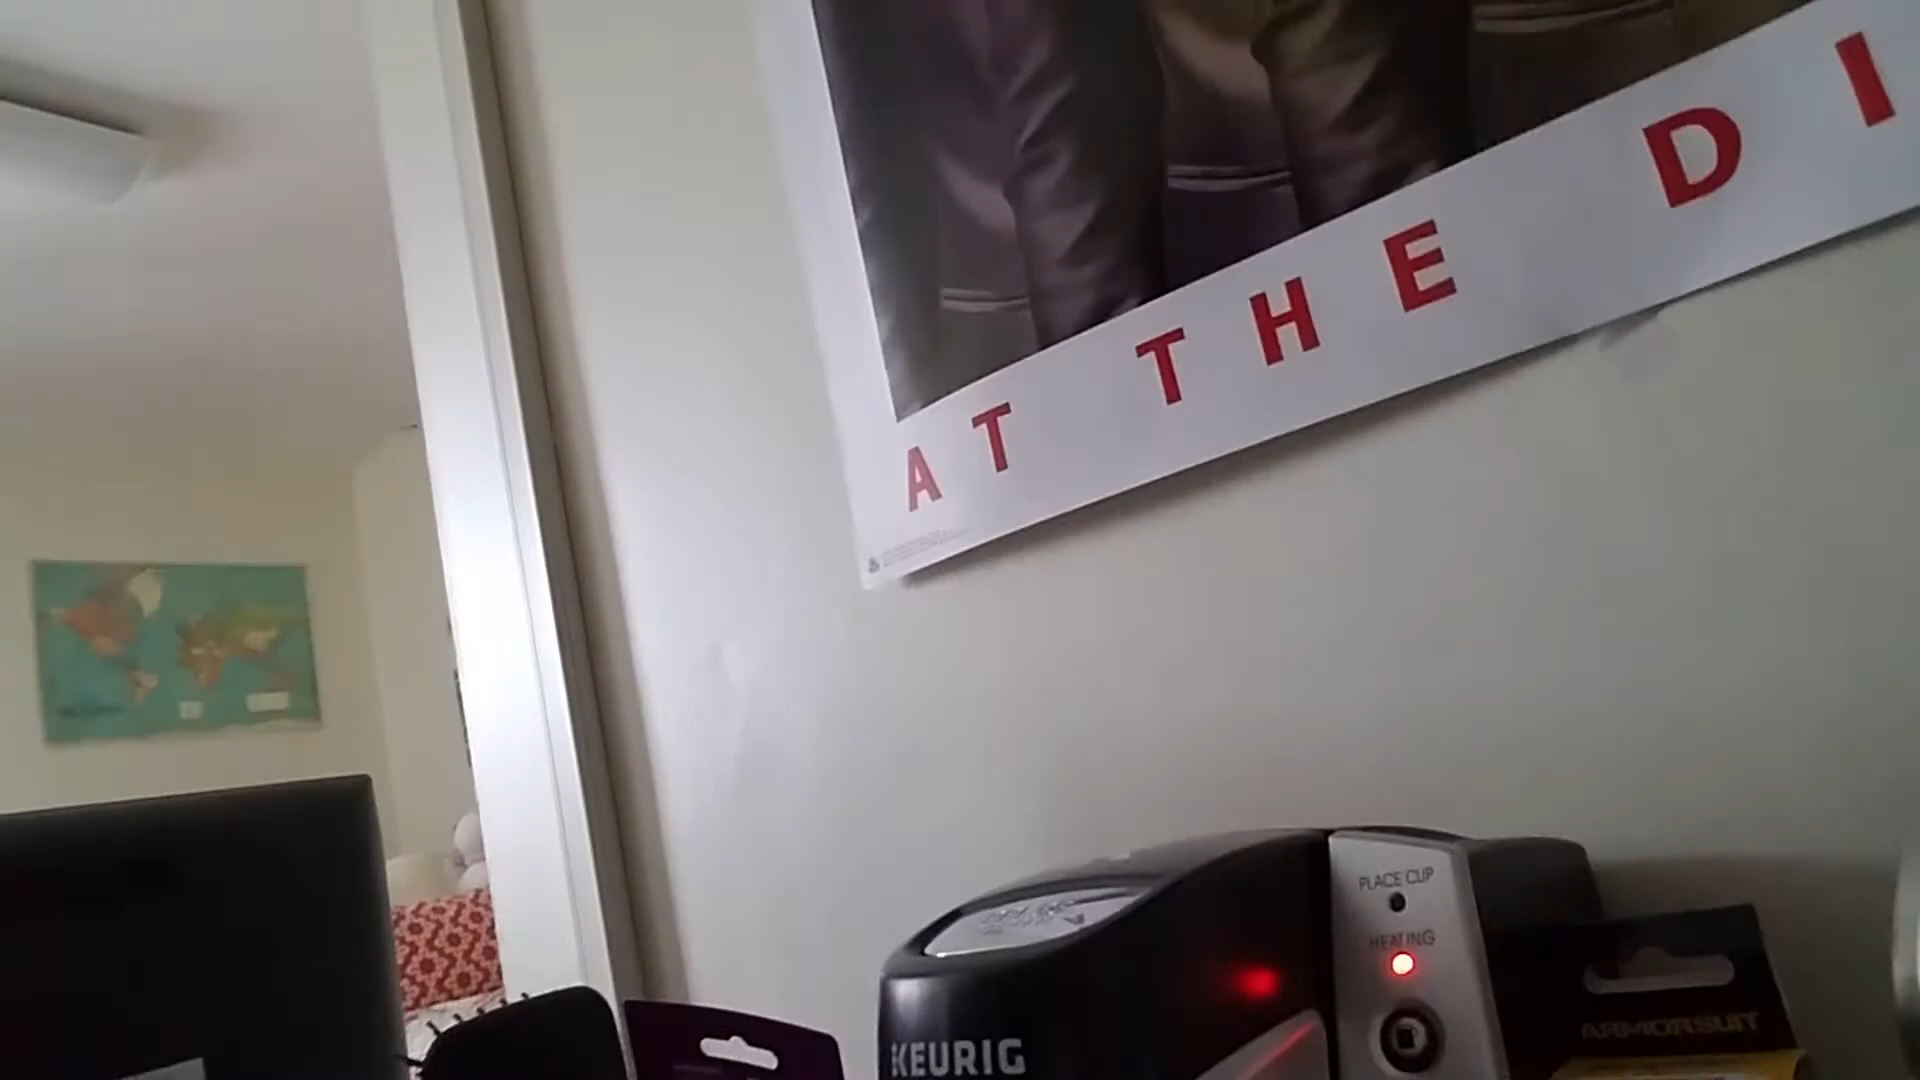 AT THE DI
PLACE CUP
HEATING
KEURIG
ARMORSUIT